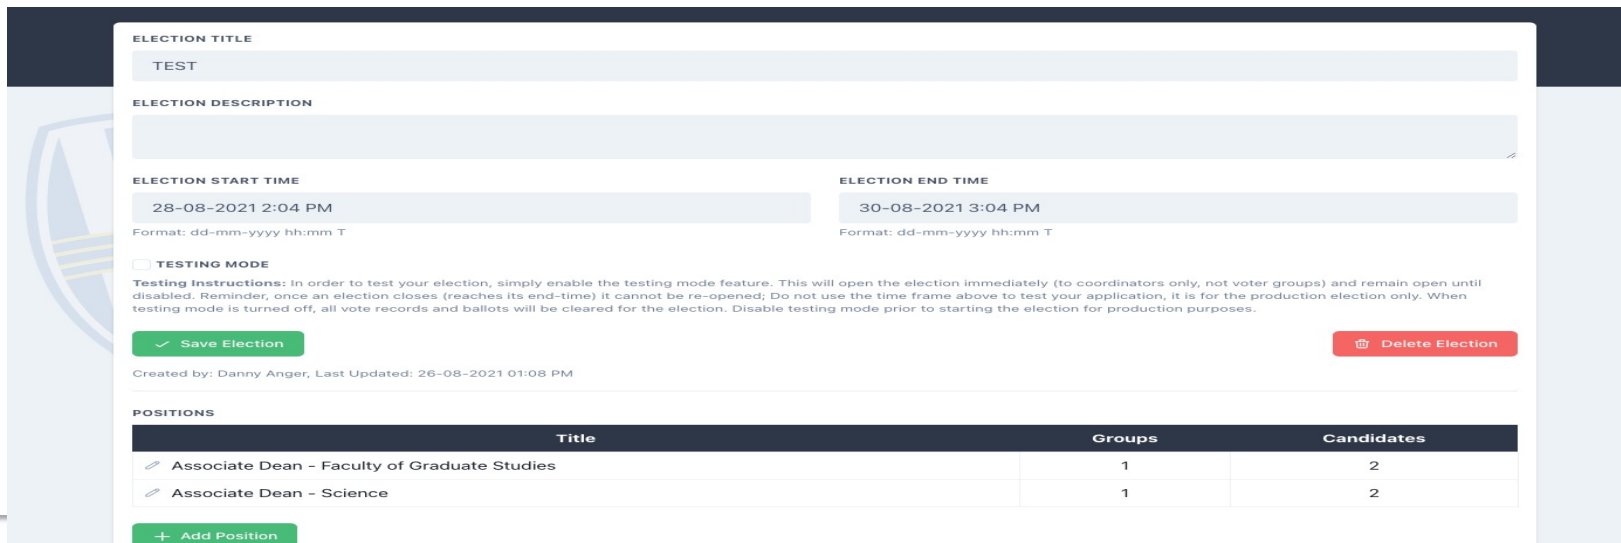 ELECTION TITLE
TEST
ELECTION DESCRIPTION
ELECTION START TIME
28-08-2021 2:04 PM
Format: dd-mm-yyyy hh:mm T
ELECTION END TIME
30-08-2021 3:04 PM
Format: dd-mm-yyyy hh:mm T
TESTING MODE
Testing Instructions: In order to test your election, simply enable the testing mode feature. This will open the election immediately (to coordinators only, not voter groups) and remain open until
disabled. Reminder, once an election closes (reaches its end-time) it cannot be re-opened; Do not use the time frame above to test your application, it is for the production election only. When
testing mode is turned off, all vote records and ballots will be cleared for the election. Disable testing mode prior to starting the election for production purposes.
Save Election
Delete Election
Created by: Danny Anger, Last Updated: 26-08-2021 01:08 PM
POSITIONS
Title Groups Candidates
Associate Dean - Faculty of Graduate Studies 1 2
Associate Dean - Science 1 2
+ Add Position